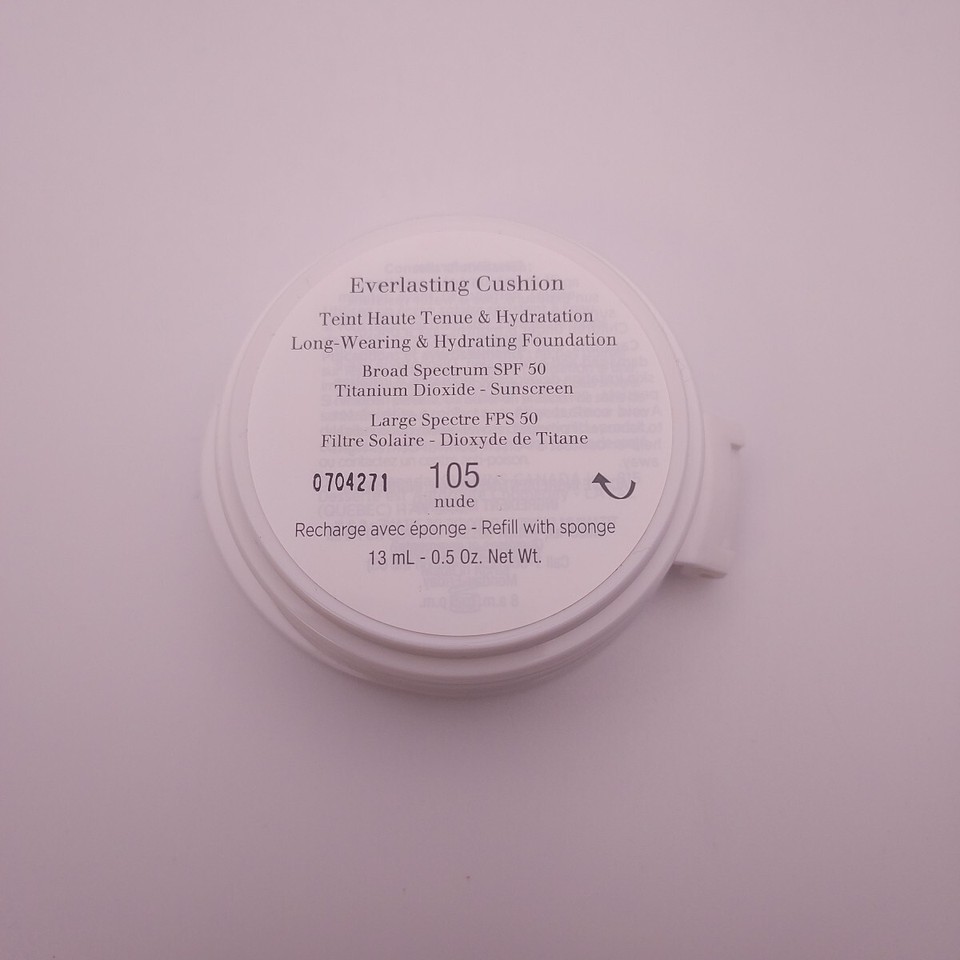 Everlasting Cushion
Teint Haute Tenue & Hydratation
Long-Wearing & Hydrating Foundation
Broad Spectrum SPF 50
Titanium Dioxide - Sunscreen
Large Spectre FPS 50
Filtre Solaire - Dioxyde de Titane
0704271 105
nude
Recharge avec éponge - Refill with sponge
13 mL - 0.5 Oz. Net Wt.